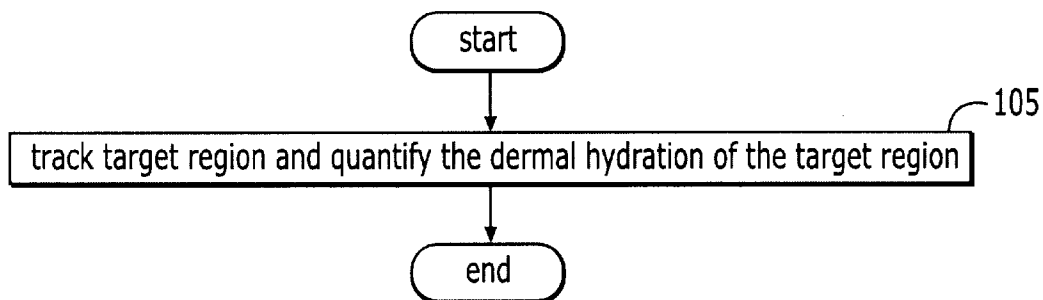 start
105
track target region and quantify the dermal hydration of the target region
end